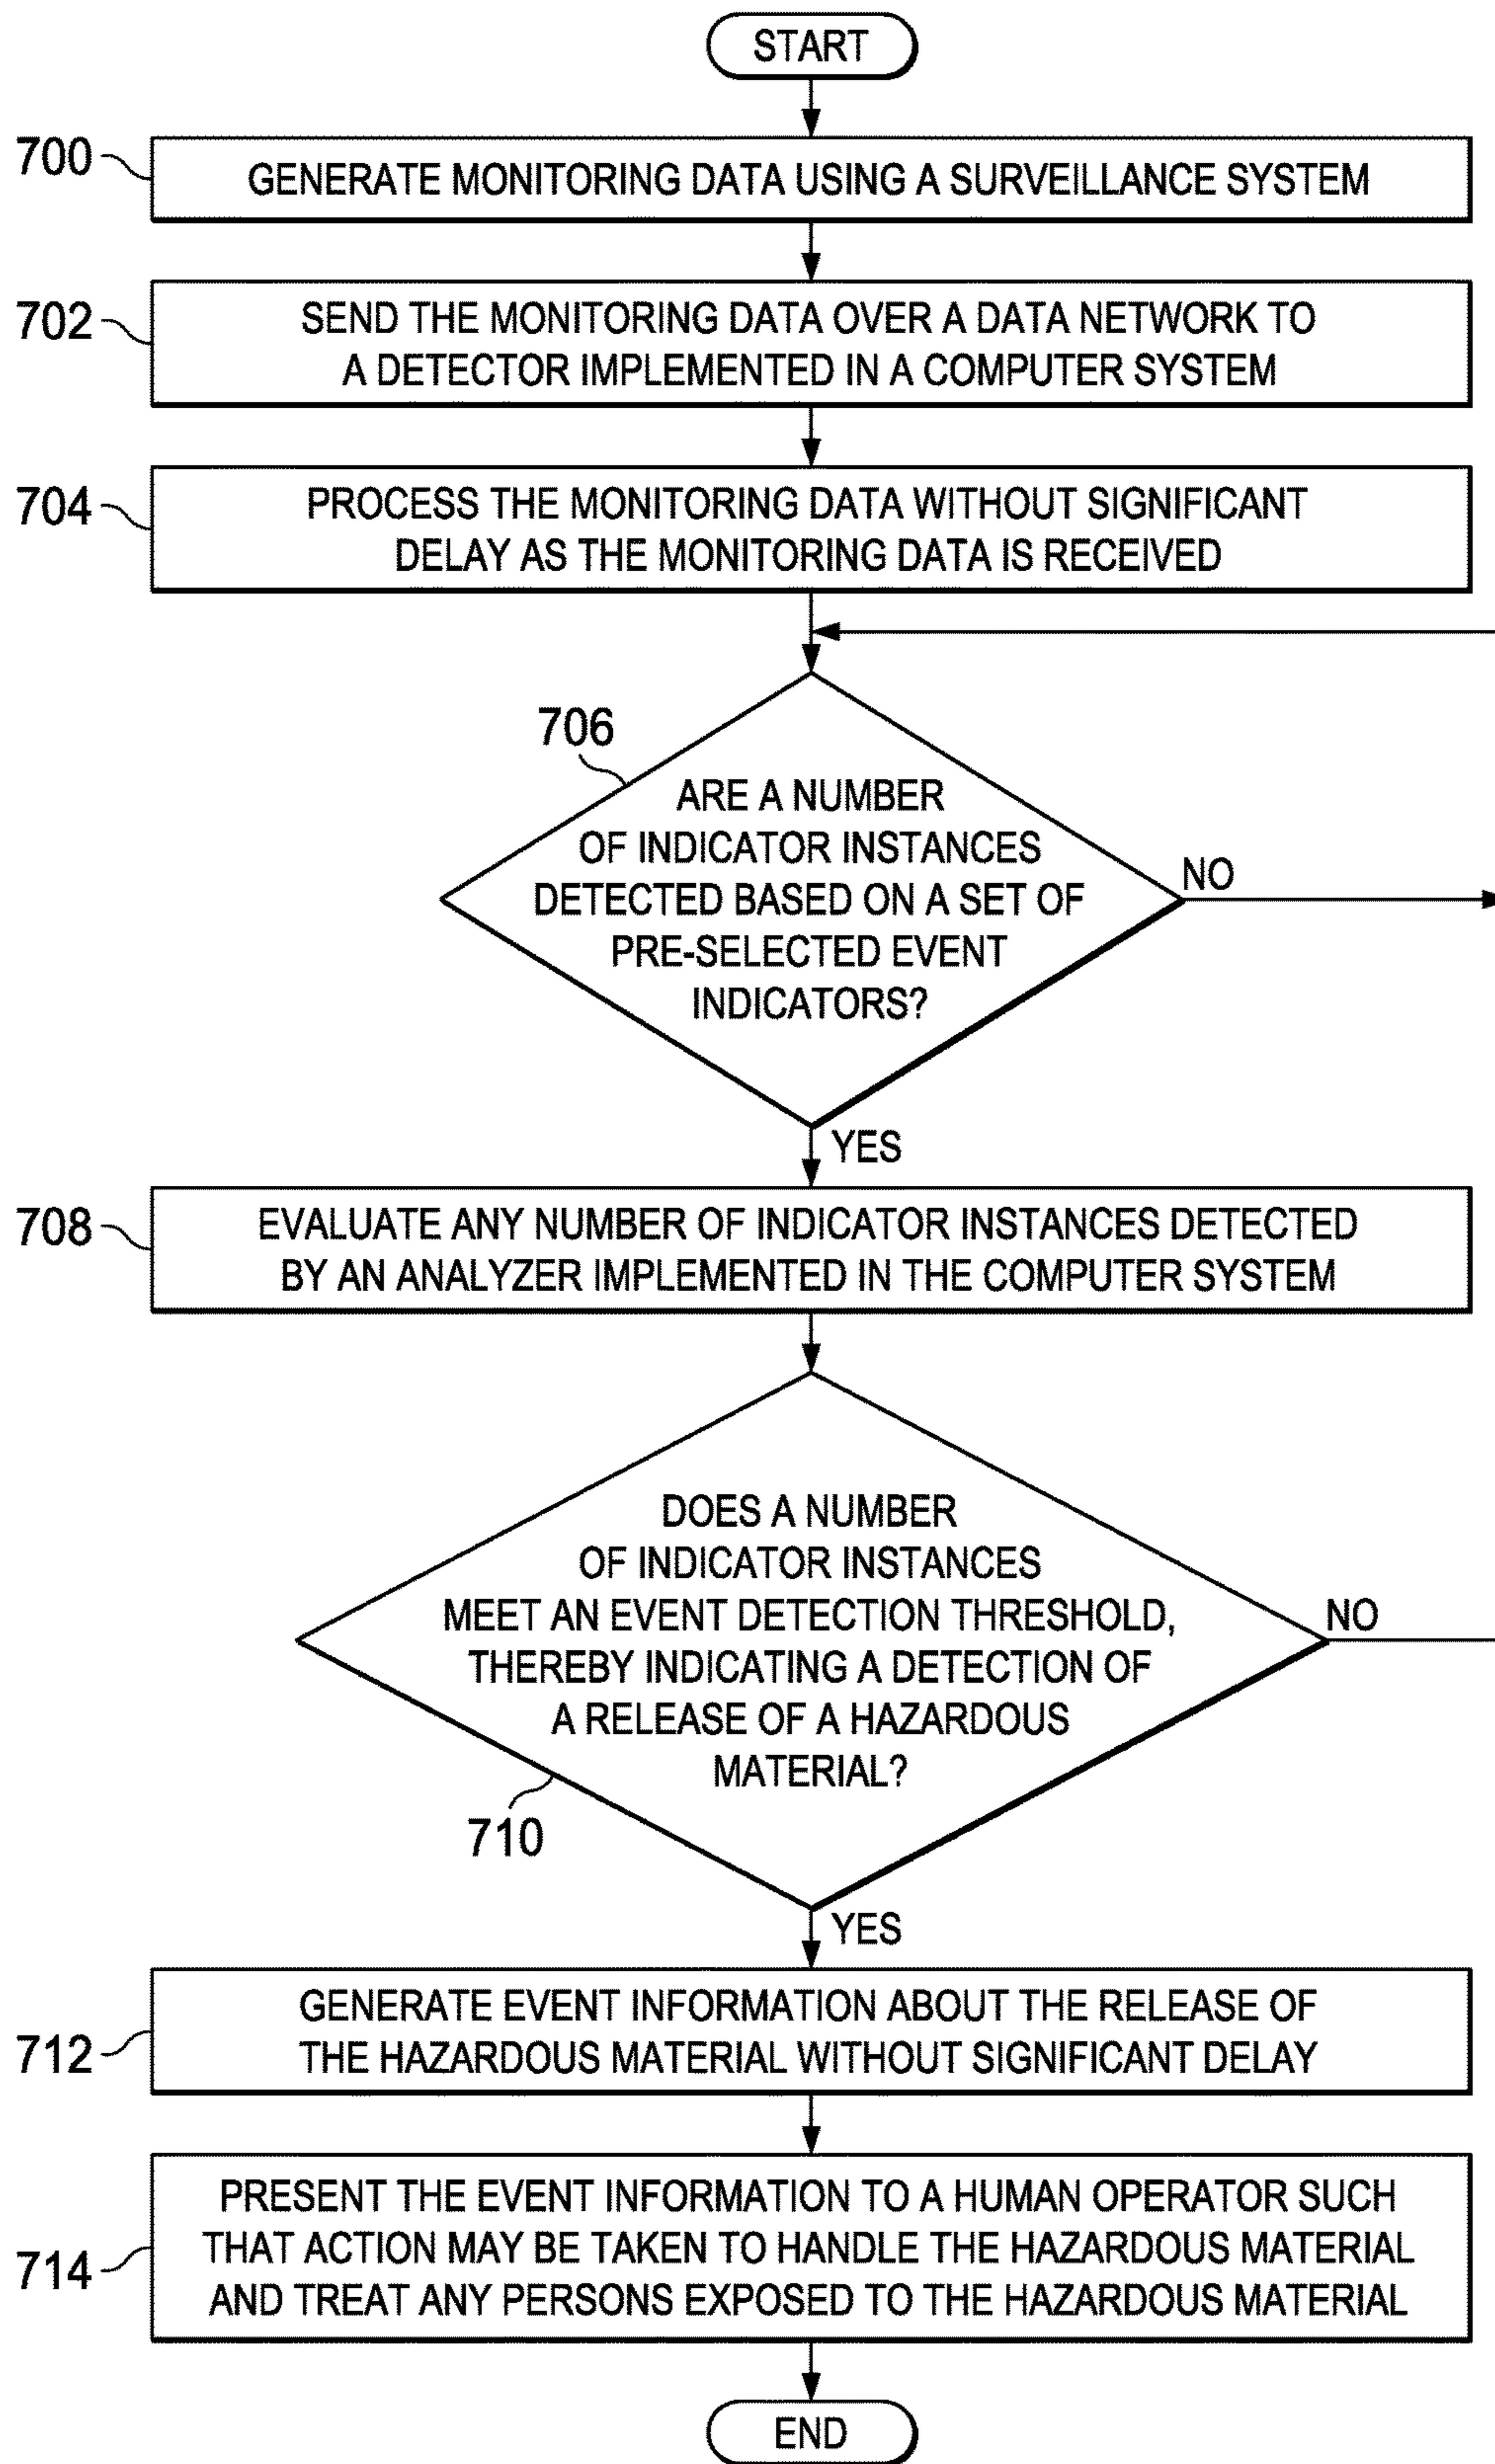 START
700
GENERATE MONITORING DATA USING A SURVEILLANCE SYSTEM
702
SEND THE MONITORING DATA OVER A DATA NETWORK TO
A DETECTOR IMPLEMENTED IN A COMPUTER SYSTEM
704
PROCESS THE MONITORING DATA WITHOUT SIGNIFICANT
DELAY AS THE MONITORING DATA IS RECEIVED
706
ARE A NUMBER
OF INDICATOR INSTANCES
DETECTED BASED ON A SET OF
PRE-SELECTED EVENT
INDICATORS?
NO
YES
708
EVALUATE ANY NUMBER OF INDICATOR INSTANCES DETECTED
BY AN ANALYZER IMPLEMENTED IN THE COMPUTER SYSTEM
DOES A NUMBER
OF INDICATOR INSTANCES
MEET AN EVENT DETECTION THRESHOLD,
THEREBY INDICATING A DETECTION OF
A RELEASE OF A HAZARDOUS
MATERIAL?
NO
710
YES
712
GENERATE EVENT INFORMATION ABOUT THE RELEASE OF
THE HAZARDOUS MATERIAL WITHOUT SIGNIFICANT DELAY
714
PRESENT THE EVENT INFORMATION TO A HUMAN OPERATOR SUCH
THAT ACTION MAY BE TAKEN TO HANDLE THE HAZARDOUS MATERIAL
AND TREAT ANY PERSONS EXPOSED TO THE HAZARDOUS MATERIAL
END